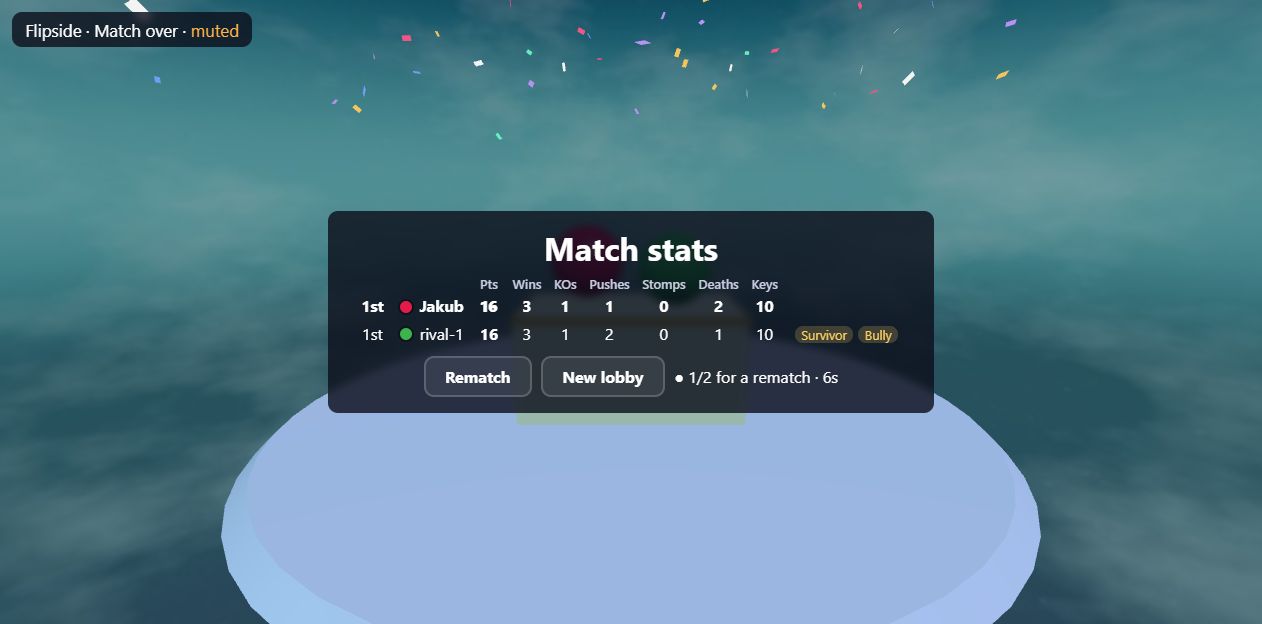 Flipside · Match over · muted
Match stats
Pts Wins KOs Pushes Stomps Deaths Keys
1st Jakub 16 3 1 1 0 2 10
1st rival-1 16 3 1 2 0 1 10 Survivor Bully
Rematch New lobby ● 1/2 for a rematch · 6s